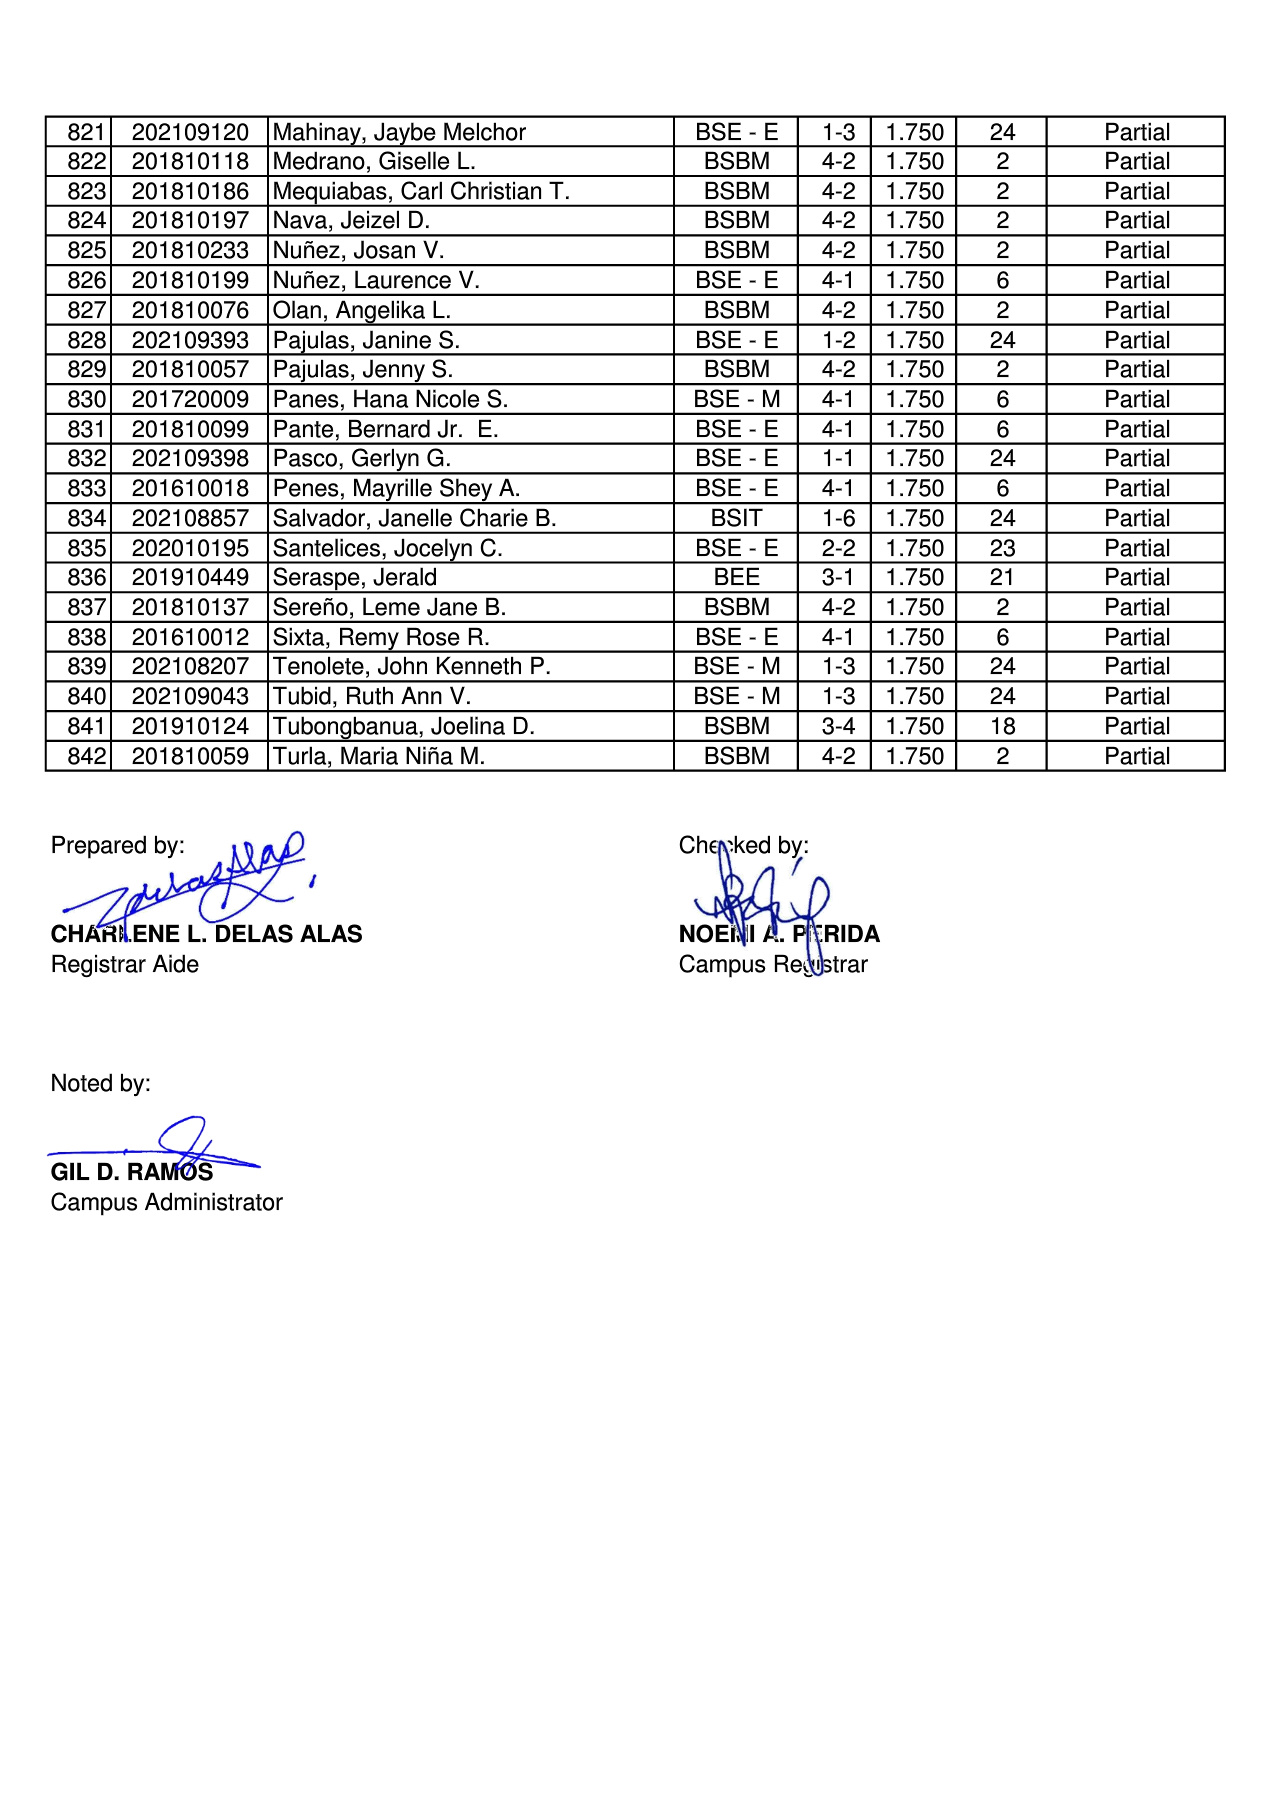 821 202109120 Mahinay, Jaybe Melchor BSE - E 1-3 1.750 24 Partial
822 201810118 Medrano, Giselle L. BSBM 4-2 1.750 2 Partial
823 201810186 Mequiabas, Carl Christian T. BSBM 4-2 1.750 2 Partial
824 201810197 Nava, Jeizel D. BSBM 4-2 1.750 2 Partial
825 201810233 Nuñez, Josan V. BSBM 4-2 1.750 2 Partial
826 201810199 Nuñez, Laurence V. BSE - E 4-1 1.750 6 Partial
827 201810076 Olan, Angelika L. BSBM 4-2 1.750 2 Partial
828 202109393 Pajulas, Janine S. BSE - E 1-2 1.750 24 Partial
829 201810057 Pajulas, Jenny S. BSBM 4-2 1.750 2 Partial
830 201720009 Panes, Hana Nicole S. BSE - M 4-1 1.750 6 Partial
831 201810099 Pante, Bernard Jr.  E. BSE - E 4-1 1.750 6 Partial
832 202109398 Pasco, Gerlyn G. BSE - E 1-1 1.750 24 Partial
833 201610018 Penes, Mayrille Shey A. BSE - E 4-1 1.750 6 Partial
834 202108857 Salvador, Janelle Charie B. BSIT 1-6 1.750 24 Partial
835 202010195 Santelices, Jocelyn C. BSE - E 2-2 1.750 23 Partial
836 201910449 Seraspe, Jerald BEE 3-1 1.750 21 Partial
837 201810137 Sereño, Leme Jane B. BSBM 4-2 1.750 2 Partial
838 201610012 Sixta, Remy Rose R. BSE - E 4-1 1.750 6 Partial
839 202108207 Tenolete, John Kenneth P. BSE - M 1-3 1.750 24 Partial
840 202109043 Tubid, Ruth Ann V. BSE - M 1-3 1.750 24 Partial
841 201910124 Tubongbanua, Joelina D. BSBM 3-4 1.750 18 Partial
842 201810059 Turla, Maria Niña M. BSBM 4-2 1.750 2 Partial
Prepared by: Checked by:
CHARLENE L. DELAS ALAS NOEMI A. PERIDA
Registrar Aide Campus Registrar
Noted by:
GIL D. RAMOS
Campus Administrator